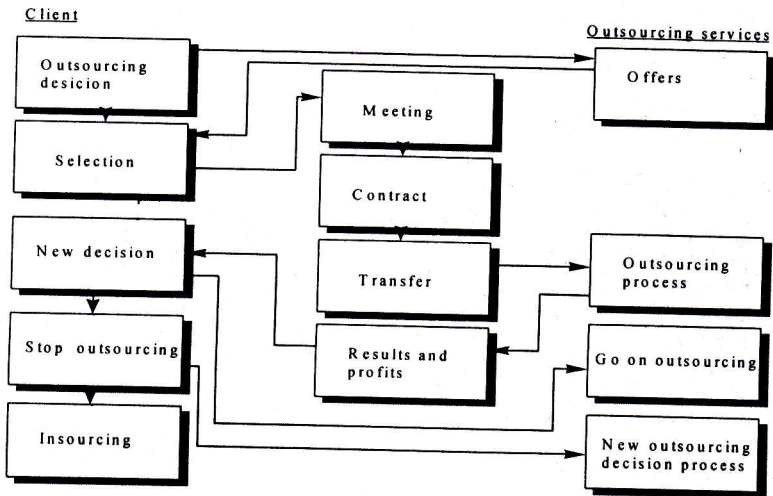 Client
Outsourcing services
Outsourcing
desicion
Offers
Meeting
Selection
Contract
New decision
Transfer
Outsourcing
process
Stop outsourcing
Results and
profits
Go on outsourcing
Insourcing
New outsourcing
decision process